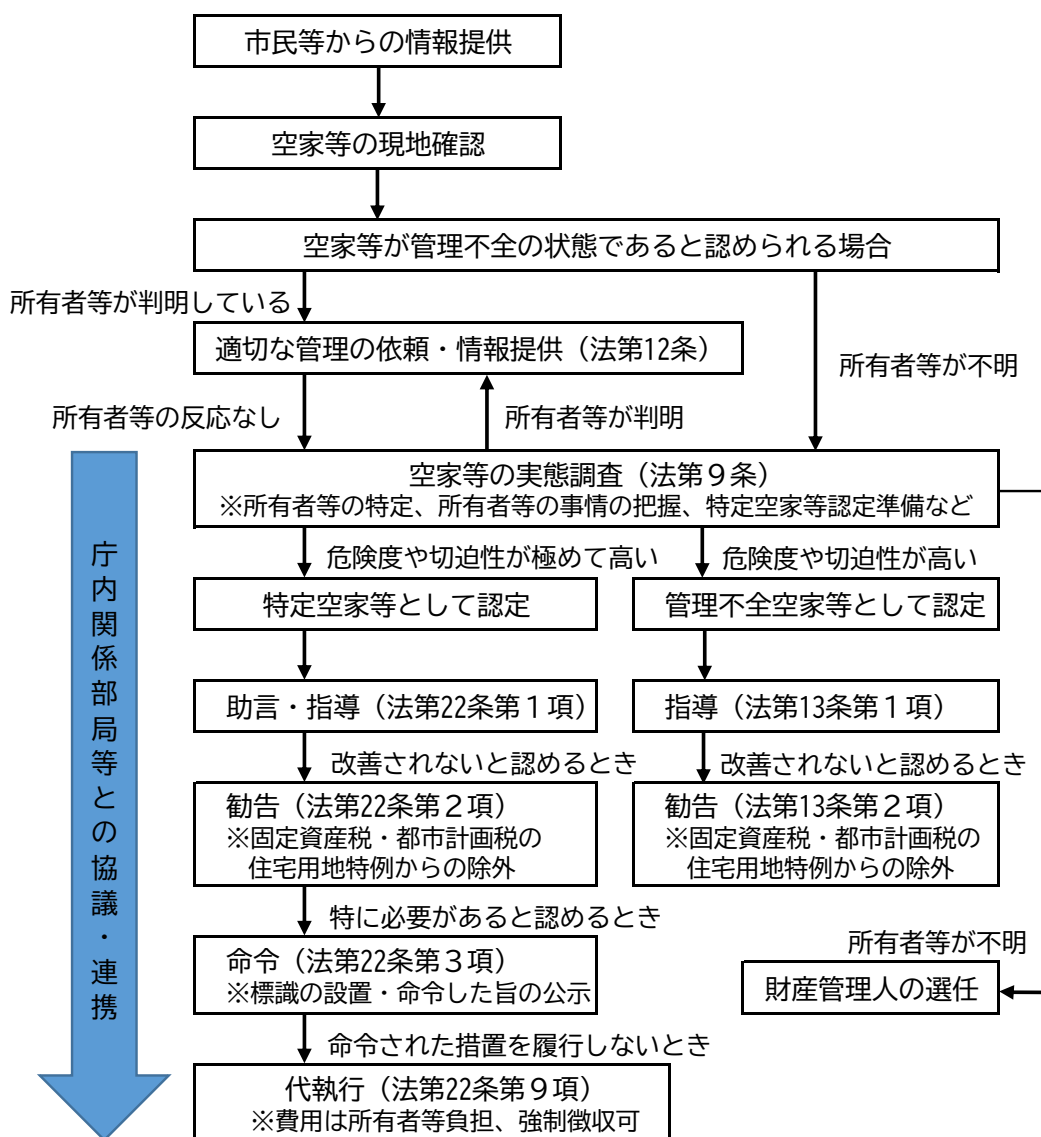 市民等からの情報提供
空家等の現地確認
空家等が管理不全の状態であると認められる場合
所有者等が判明している
適切な管理の依頼・情報提供（法第12条）
所有者等が不明
所有者等の反応なし
所有者等が判明
空家等の実態調査（法第９条）
※所有者等の特定、所有者等の事情の把握、特定空家等認定準備など
危険度や切迫性が極めて高い
危険度や切迫性が高い
特定空家等として認定
管理不全空家等として認定
助言・指導（法第22条第１項）
指導（法第13条第１項）
改善されないと認めるとき
改善されないと認めるとき
勧告（法第22条第２項）
※固定資産税・都市計画税の
住宅用地特例からの除外
勧告（法第13条第２項）
※固定資産税・都市計画税の
住宅用地特例からの除外
特に必要があると認めるとき
命令（法第22条第３項）
※標識の設置・命令した旨の公示
所有者等が不明
財産管理人の選任
命令された措置を履行しないとき
代執行（法第22条第９項）
※費用は所有者等負担、強制徴収可
庁内関係部局等との協議・連携